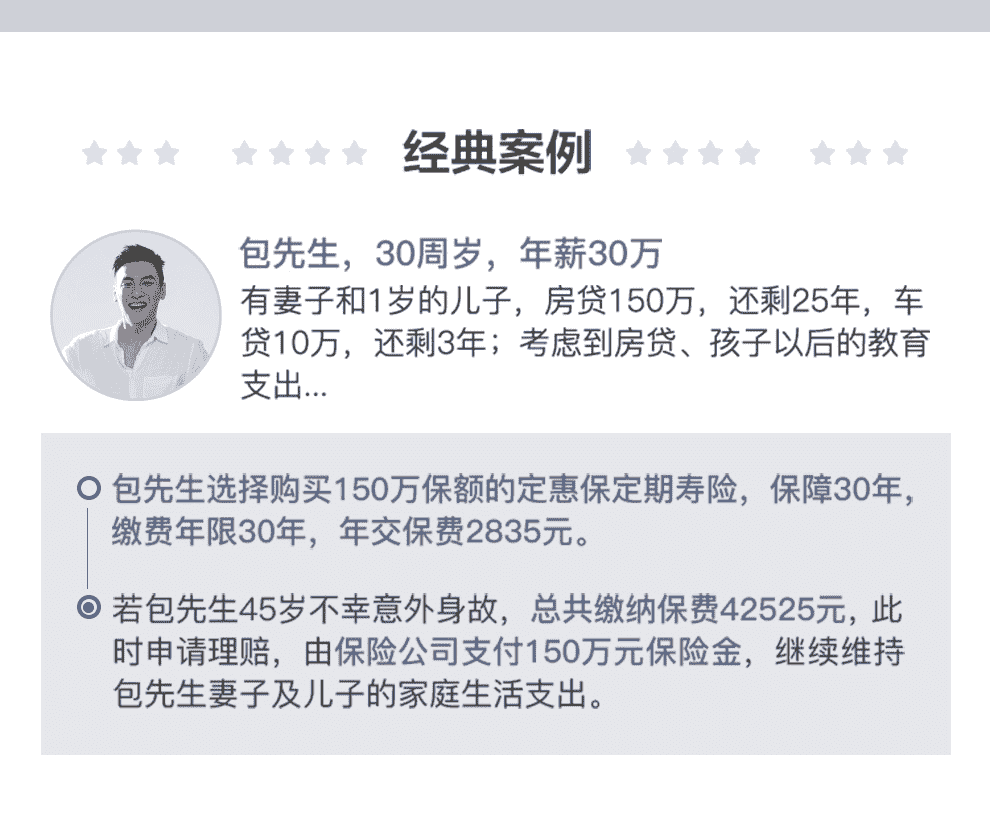 经典案例
包先生，30周岁，年薪30万
有妻子和1岁的儿子，房贷150万，还剩25年，车
贷10万，还剩3年；考虑到房贷、孩子以后的教育
支出...
包先生选择购买150万保额的定惠保定期寿险，保障30年，
缴费年限30年，年交保费2835元。
若包先生45岁不幸意外身故，总共缴纳保费42525元，此
时申请理赔，由保险公司支付150万元保险金，继续维持
包先生妻子及儿子的家庭生活支出。